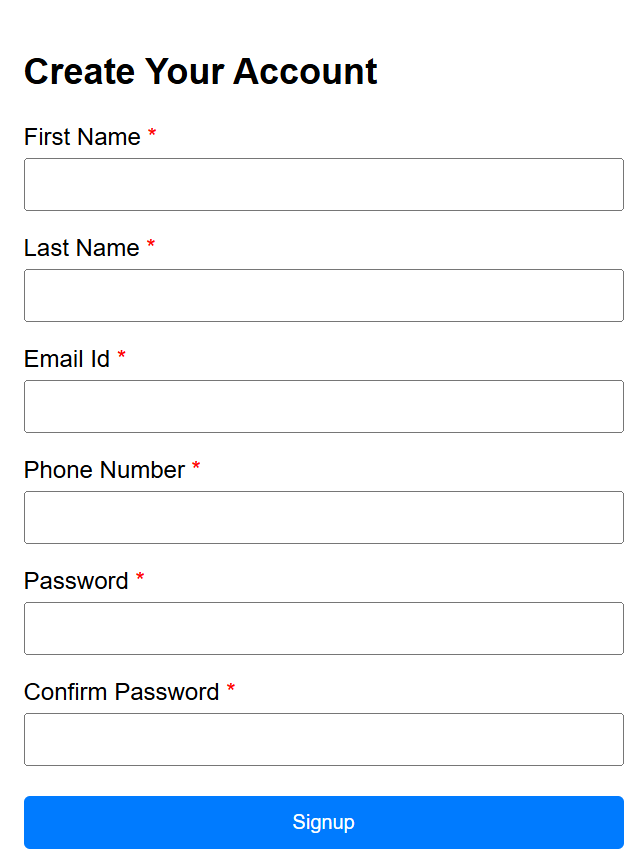 Create Your Account
First Name *
Last Name *
Email Id *
Phone Number *
Password *
Confirm Password *
Signup